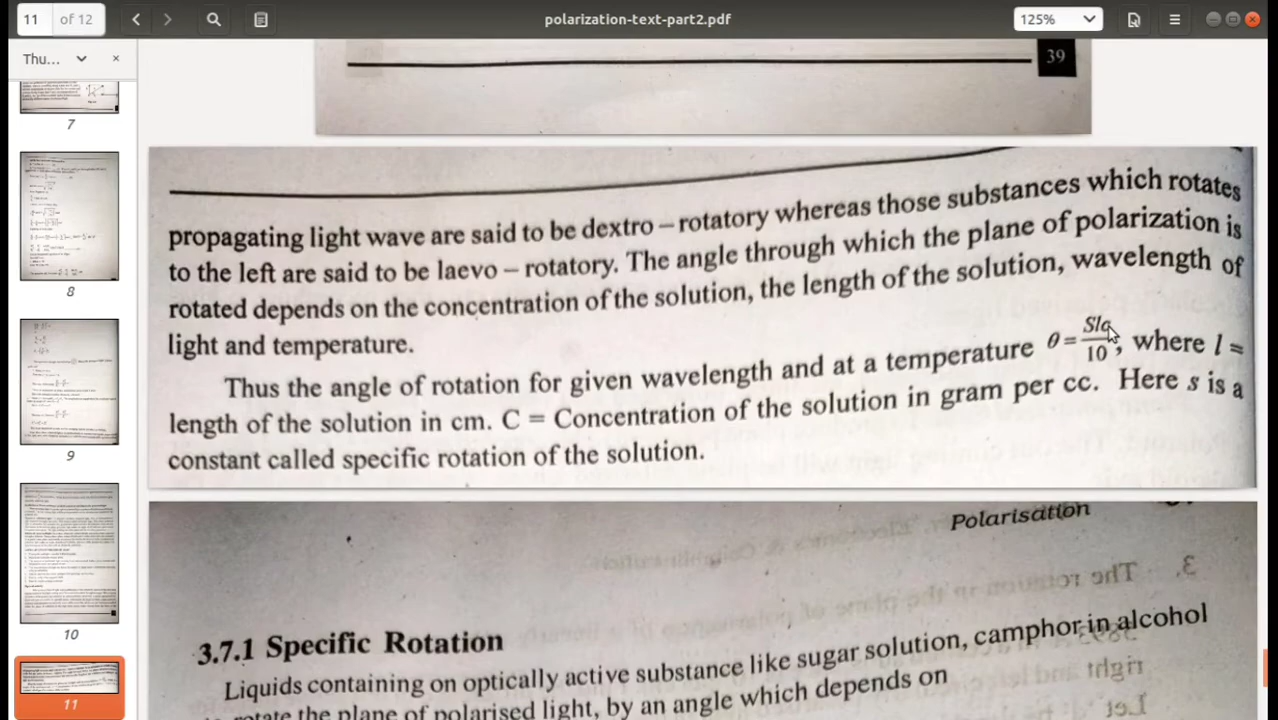 11 of 12
polarization-text-part2.pdf
125%
Thu...
7
8
9
10
11
39
propagating light wave are said to be dextro – rotatory whereas those substances which rotates
to the left are said to be laevo – rotatory. The angle through which the plane of polarization is
rotated depends on the concentration of the solution, the length of the solution, wavelength of
light and temperature.
Thus the angle of rotation for given wavelength and at a temperature θ = Slc/10, where l =
length of the solution in cm. C = Concentration of the solution in gram per cc. Here s is a
constant called specific rotation of the solution.
Polarisation
3.7.1 Specific Rotation
Liquids containing on optically active substance like sugar solution, camphor in alcohol
rotate the plane of polarised light, by an angle which depends on